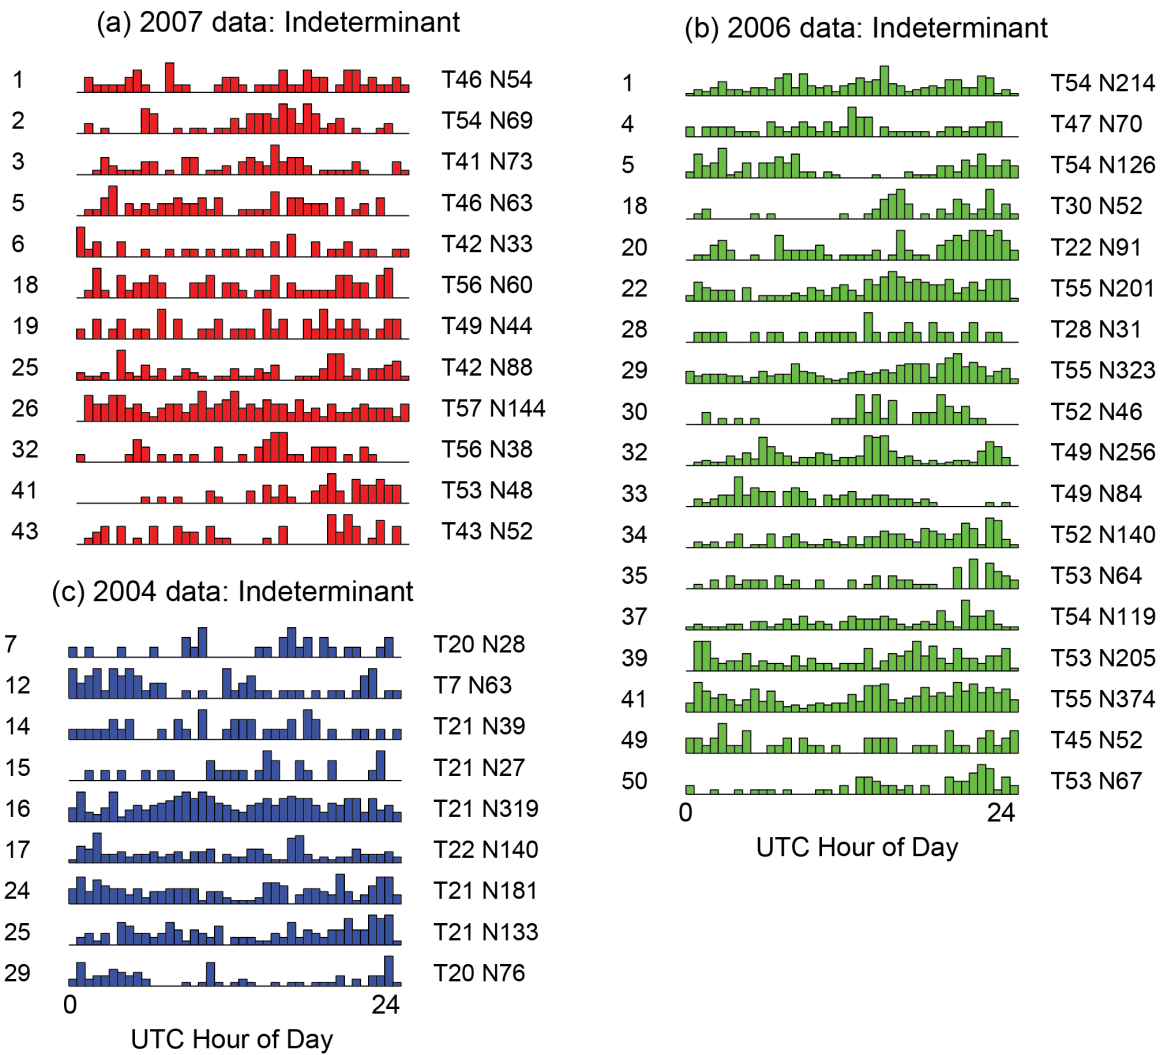 (a) 2007 data: Indeterminant
1 T46 N54
2 T54 N69
3 T41 N73
5 T46 N63
6 T42 N33
18 T56 N60
19 T49 N44
25 T42 N88
26 T57 N144
32 T56 N38
41 T53 N48
43 T43 N52
(c) 2004 data: Indeterminant
7 T20 N28
12 T7 N63
14 T21 N39
15 T21 N27
16 T21 N319
17 T22 N140
24 T21 N181
25 T21 N133
29 T20 N76
0 24
UTC Hour of Day
(b) 2006 data: Indeterminant
1 T54 N214
4 T47 N70
5 T54 N126
18 T30 N52
20 T22 N91
22 T55 N201
28 T28 N31
29 T55 N323
30 T52 N46
32 T49 N256
33 T49 N84
34 T52 N140
35 T53 N64
37 T54 N119
39 T53 N205
41 T55 N374
49 T45 N52
50 T53 N67
0 24
UTC Hour of Day